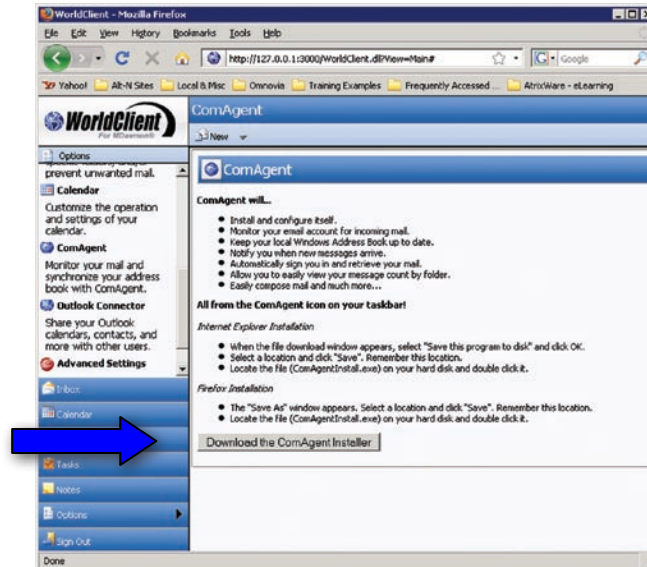 WorldClient - Mozilla Firefox
File Edit View History Bookmarks Tools Help
http://127.0.0.1:3000/WorldClient.dll?View=Main#
Google
Yahoo! Alt-N Sites Local & Misc Omnovia Training Examples Frequently Accessed ... AtrixWare - eLearning
WorldClient
For MDaemon®
ComAgent
New
Options
prevent unwanted mail.
Calendar
Customize the operation
and settings of your
calendar.
ComAgent
Monitor your mail and
synchronize your address
book with ComAgent.
Outlook Connector
Share your Outlook
calendars, contacts, and
more with other users.
Advanced Settings
Inbox
Calendar
Tasks
Notes
Options
Sign Out
ComAgent
ComAgent will...
Install and configure itself.
Monitor your email account for incoming mail.
Keep your local Windows Address Book up to date.
Notify you when new messages arrive.
Automatically sign you in and retrieve your mail.
Allow you to easily view your message count by folder.
Easily compose mail and much more...
All from the ComAgent icon on your taskbar!
Internet Explorer Installation
When the file download window appears, select "Save this program to disk" and click OK.
Select a location and click "Save". Remember this location.
Locate the file (ComAgentInstall.exe) on your hard disk and double click it.
Firefox Installation
The "Save As" window appears. Select a location and click "Save". Remember this location.
Locate the file (ComAgentInstall.exe) on your hard disk and double click it.
Download the ComAgent Installer
Done